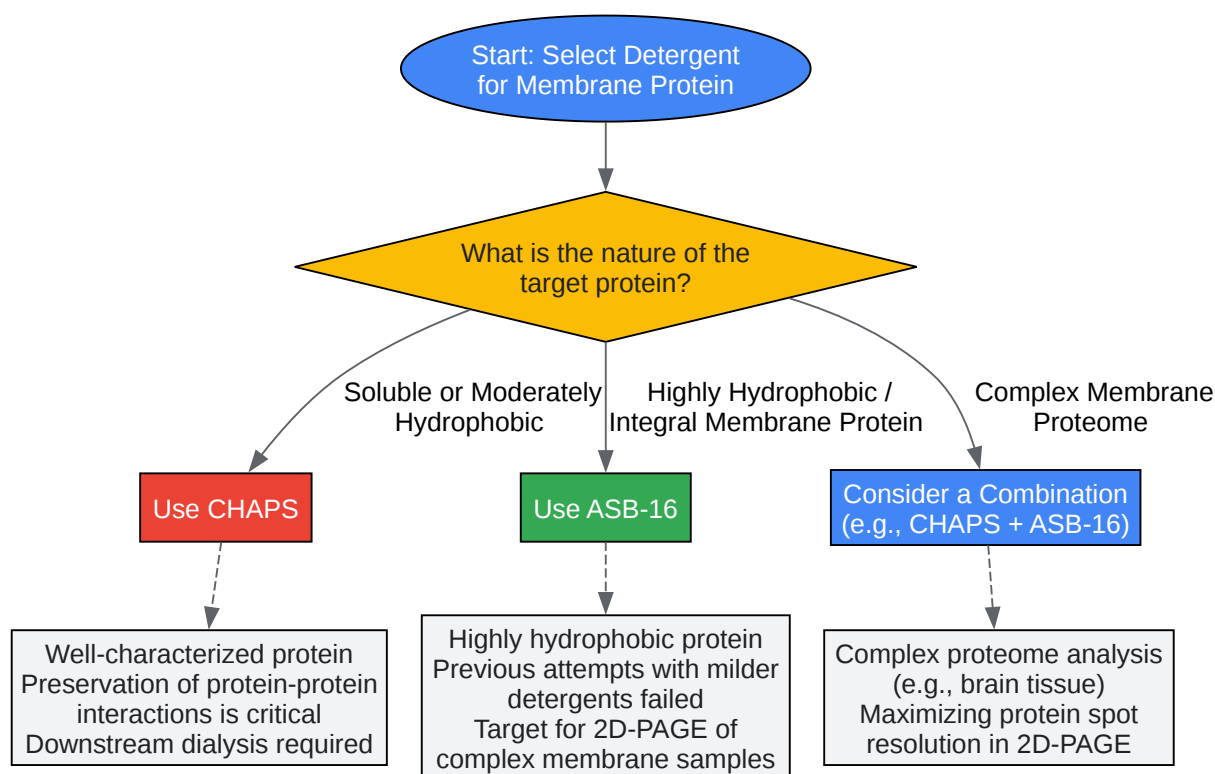 Start: Select Detergent
for Membrane Protein
What is the nature of the
target protein?
Soluble or Moderately
Hydrophobic
Highly Hydrophobic /
Integral Membrane Protein
Complex Membrane
Proteome
Use CHAPS
Use ASB-16
Consider a Combination
(e.g., CHAPS + ASB-16)
Well-characterized protein
Preservation of protein-protein
interactions is critical
Downstream dialysis required
Highly hydrophobic protein
Previous attempts with milder
detergents failed
Target for 2D-PAGE of
complex membrane samples
Complex proteome analysis
(e.g., brain tissue)
Maximizing protein spot
resolution in 2D-PAGE